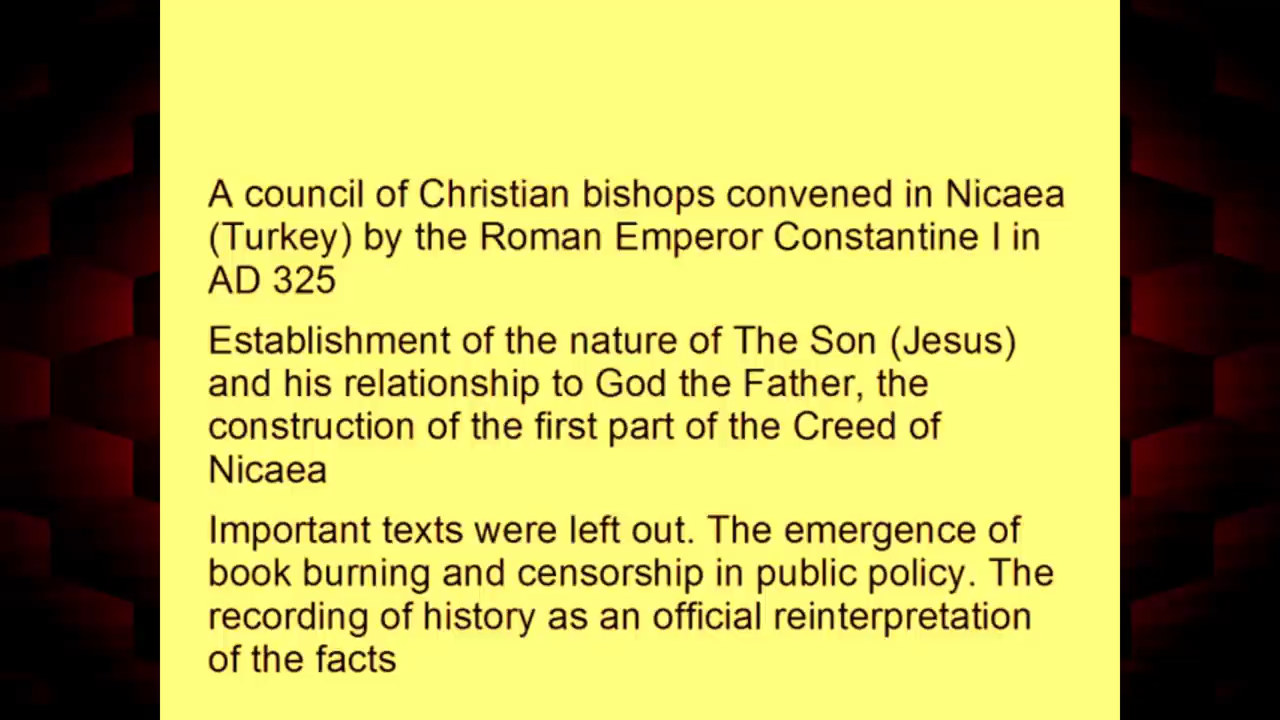 A council of Christian bishops convened in Nicaea
(Turkey) by the Roman Emperor Constantine I in
AD 325
Establishment of the nature of The Son (Jesus)
and his relationship to God the Father, the
construction of the first part of the Creed of
Nicaea
Important texts were left out. The emergence of
book burning and censorship in public policy. The
recording of history as an official reinterpretation
of the facts